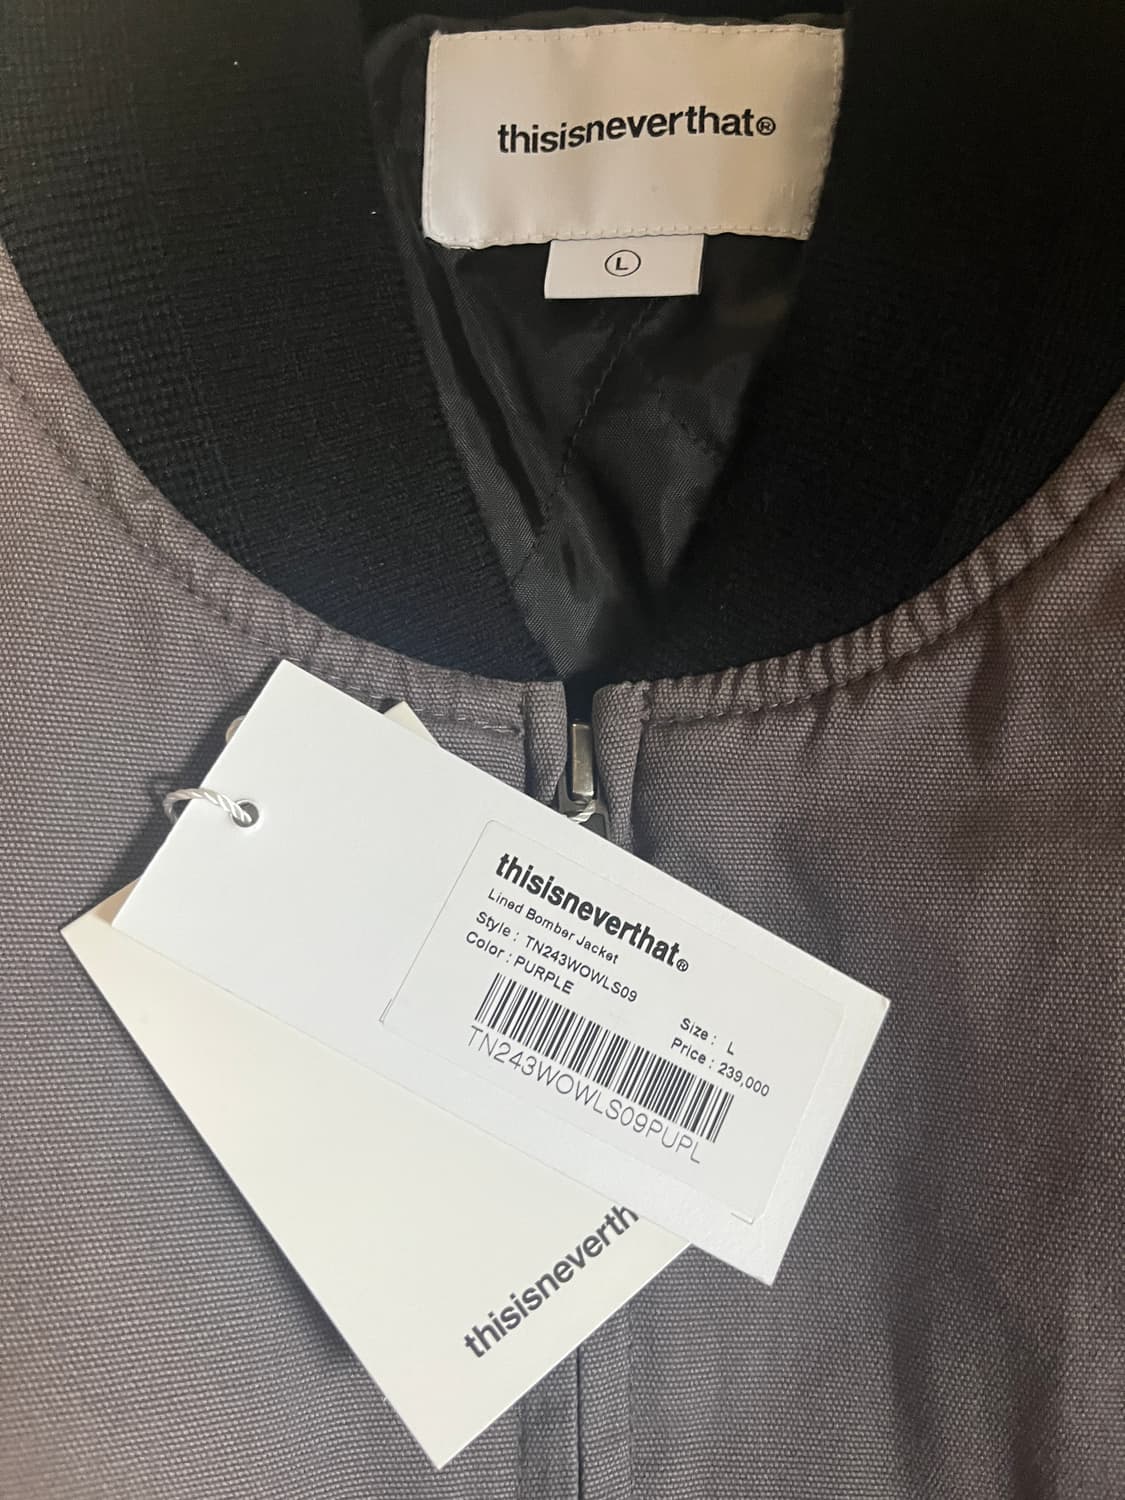 thisisneverthat®
L
thisisneverthat®
Lined Bomber Jacket
Style : TN243WOWLS09
Color : PURPLE
Size : L
Price : 239,000
TN243WOWLS09PUPL
thisisneverth